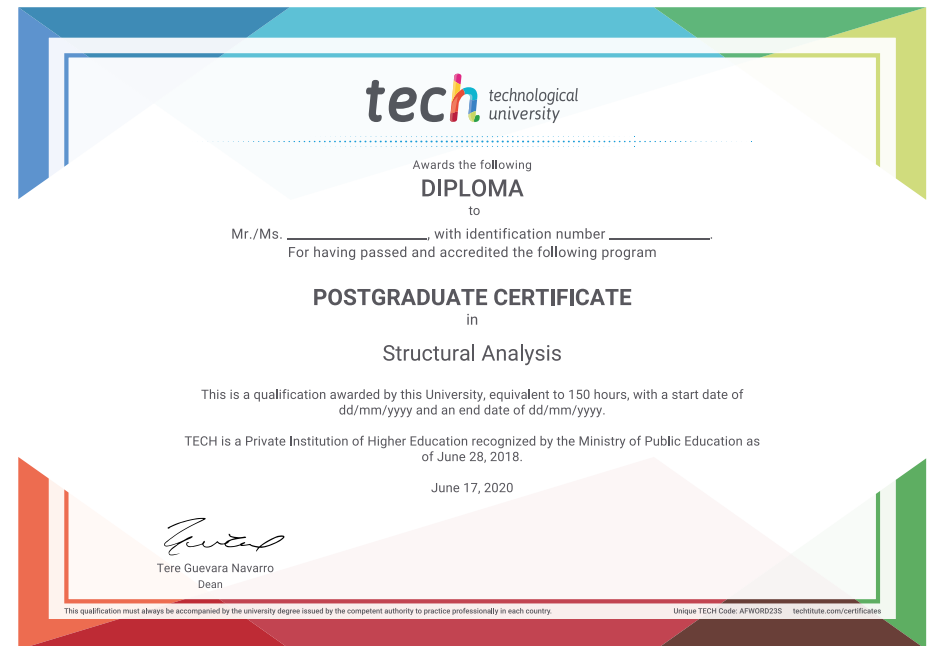 tech technological
university
Awards the following
DIPLOMA
to
Mr./Ms. __________________, with identification number _____________.
For having passed and accredited the following program
POSTGRADUATE CERTIFICATE
in
Structural Analysis
This is a qualification awarded by this University, equivalent to 150 hours, with a start date of
dd/mm/yyyy and an end date of dd/mm/yyyy.
TECH is a Private Institution of Higher Education recognized by the Ministry of Public Education as
of June 28, 2018.
June 17, 2020
Tere Guevara Navarro
Dean
This qualification must always be accompanied by the university degree issued by the competent authority to practice professionally in each country.
Unique TECH Code: AFWORD23S techtitute.com/certificates